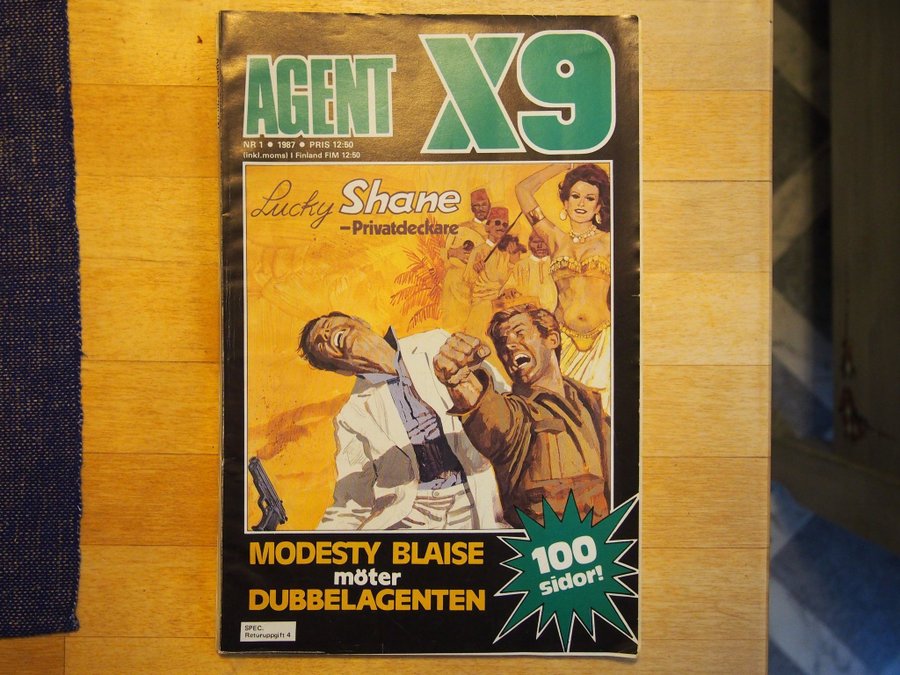 AGENT X9
NR 1 • 1987 • PRIS 12:50
(inkl.moms) I Finland FIM 12:50
Lucky Shane
–Privatdeckare
MODESTY BLAISE
möter
DUBBELAGENTEN
100
sidor!
SPEC.
Returuppgift 4